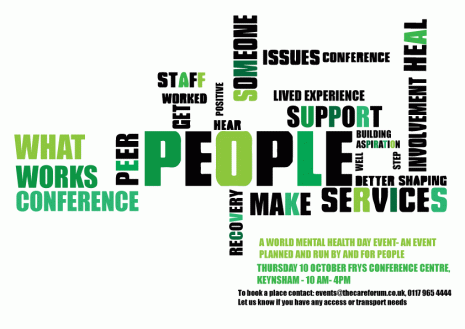 SOMEONE
ISSUES CONFERENCE
HEAL
STAFF
WORKED
GET
POSITIVE
LIVED EXPERIENCE
SUPPORT
INVOLVEMENT
HEAR
BUILDING
ASPIRATION
WELL
STEP
WHAT
WORKS
CONFERENCE
PEER
PEOPLE
BETTER SHAPING
RECOVERY
MAKE
SERVICES
A WORLD MENTAL HEALTH DAY EVENT- AN EVENT
PLANNED AND RUN BY AND FOR PEOPLE
THURSDAY 10 OCTOBER FRYS CONFERENCE CENTRE,
KEYNSHAM - 10 AM- 4PM
To book a place contact: events@thecareforum.co.uk, 0117 965 4444
Let us know if you have any access or transport needs